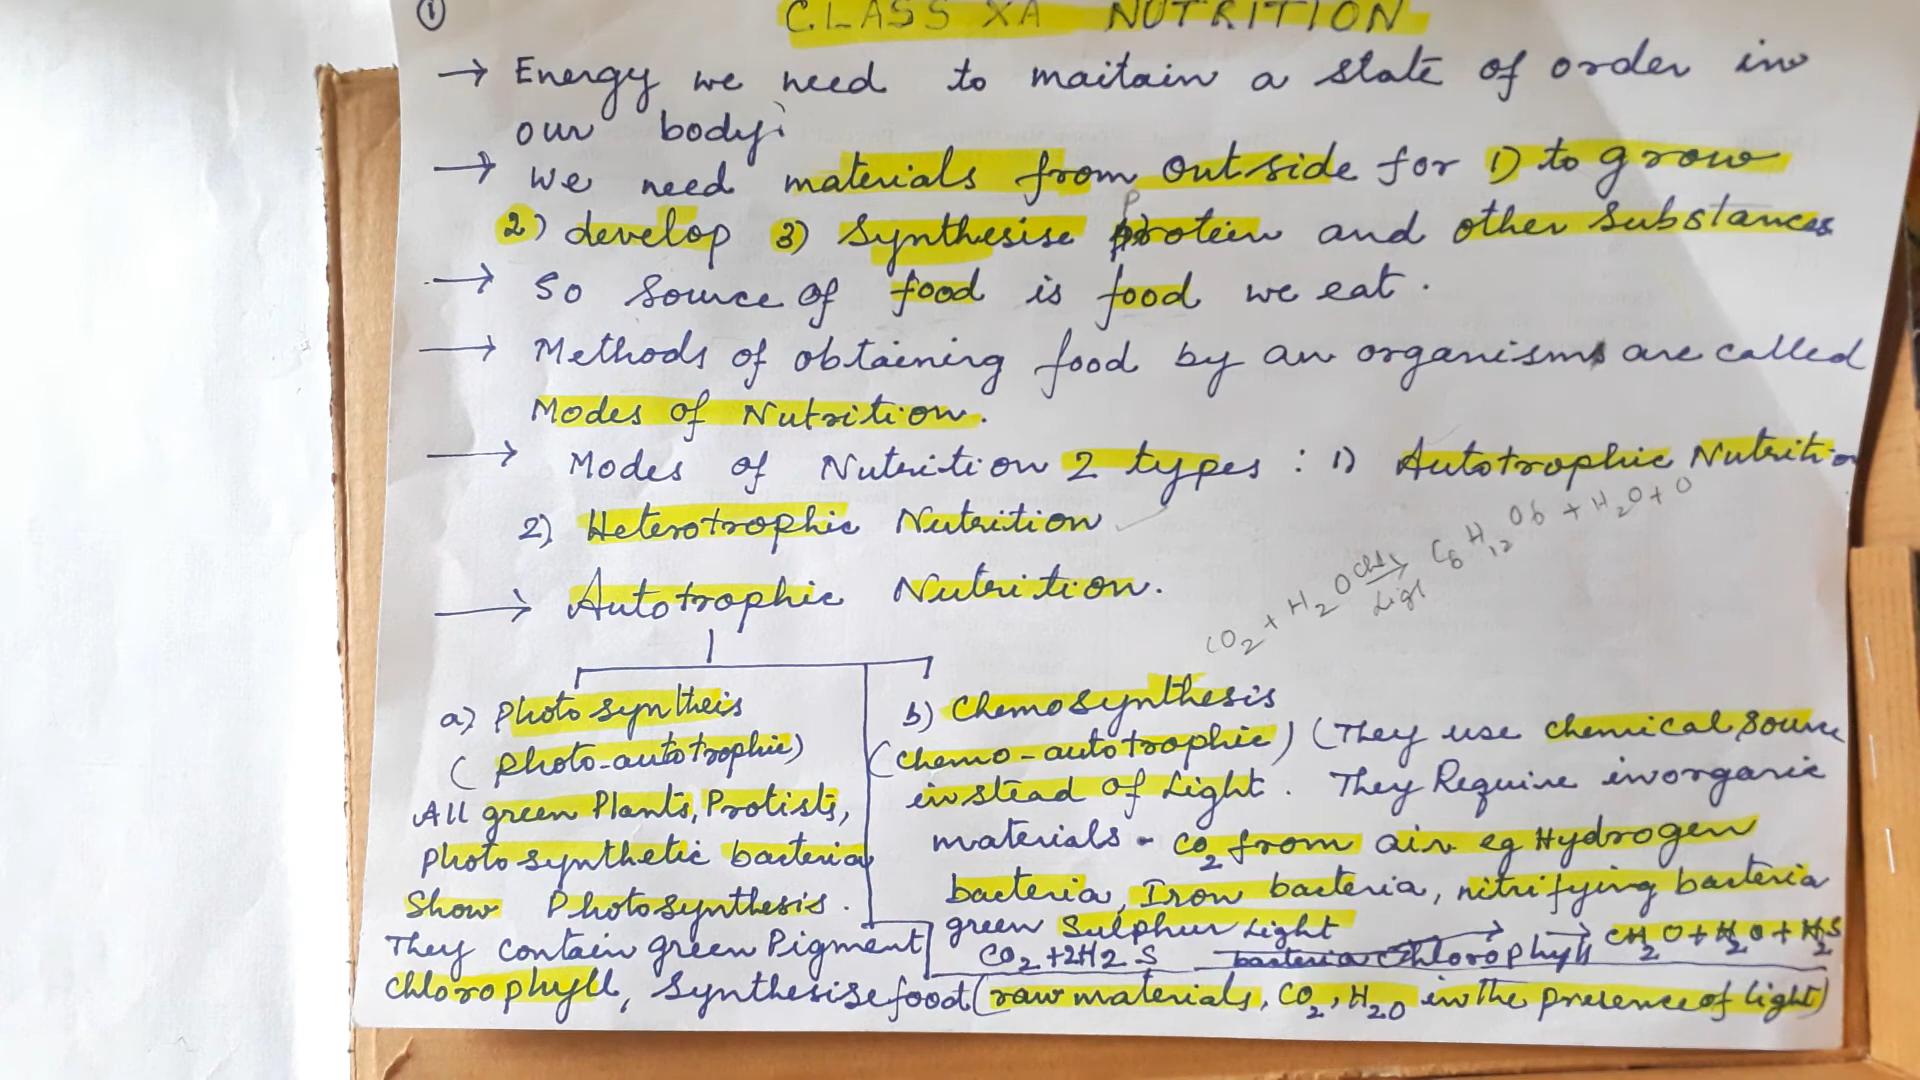 1
CLASS XA NUTRITION
→ Energy we need to maitain a state of order in
our body.
→ We need materials from outside for 1) to grow
2) develop 3) Synthesise protein and other substances
→ So source of food is food we eat.
→ Methods of obtaining food by an organisms are called
Modes of Nutrition.
→ Modes of Nutrition 2 types : 1) Autotrophic Nutrition
2) Heterotrophic Nutrition
CO2 + H2O → C6H12O6 + H2O + O
→ Autotrophic Nutrition.
a) Photosyntheis
(photo-autotrophic)
All green Plants, Protists,
Photosynthetic bacteria
Show Photosynthesis.
They contain green Pigment
b) Chemosynthesis
(chemo-autotrophic) (They use chemical source
instead of Light. They Require inorganic
materials - CO2 from air eg Hydrogen
bacteria, Iron bacteria, nitrifying bacteria
green Sulphur Light
CO2 + 2H2S bacteria Chlorophyll → CH2O + H2O + H2S
Chlorophyll, Synthesise food (raw materials, CO2, H2O in the presence of light)